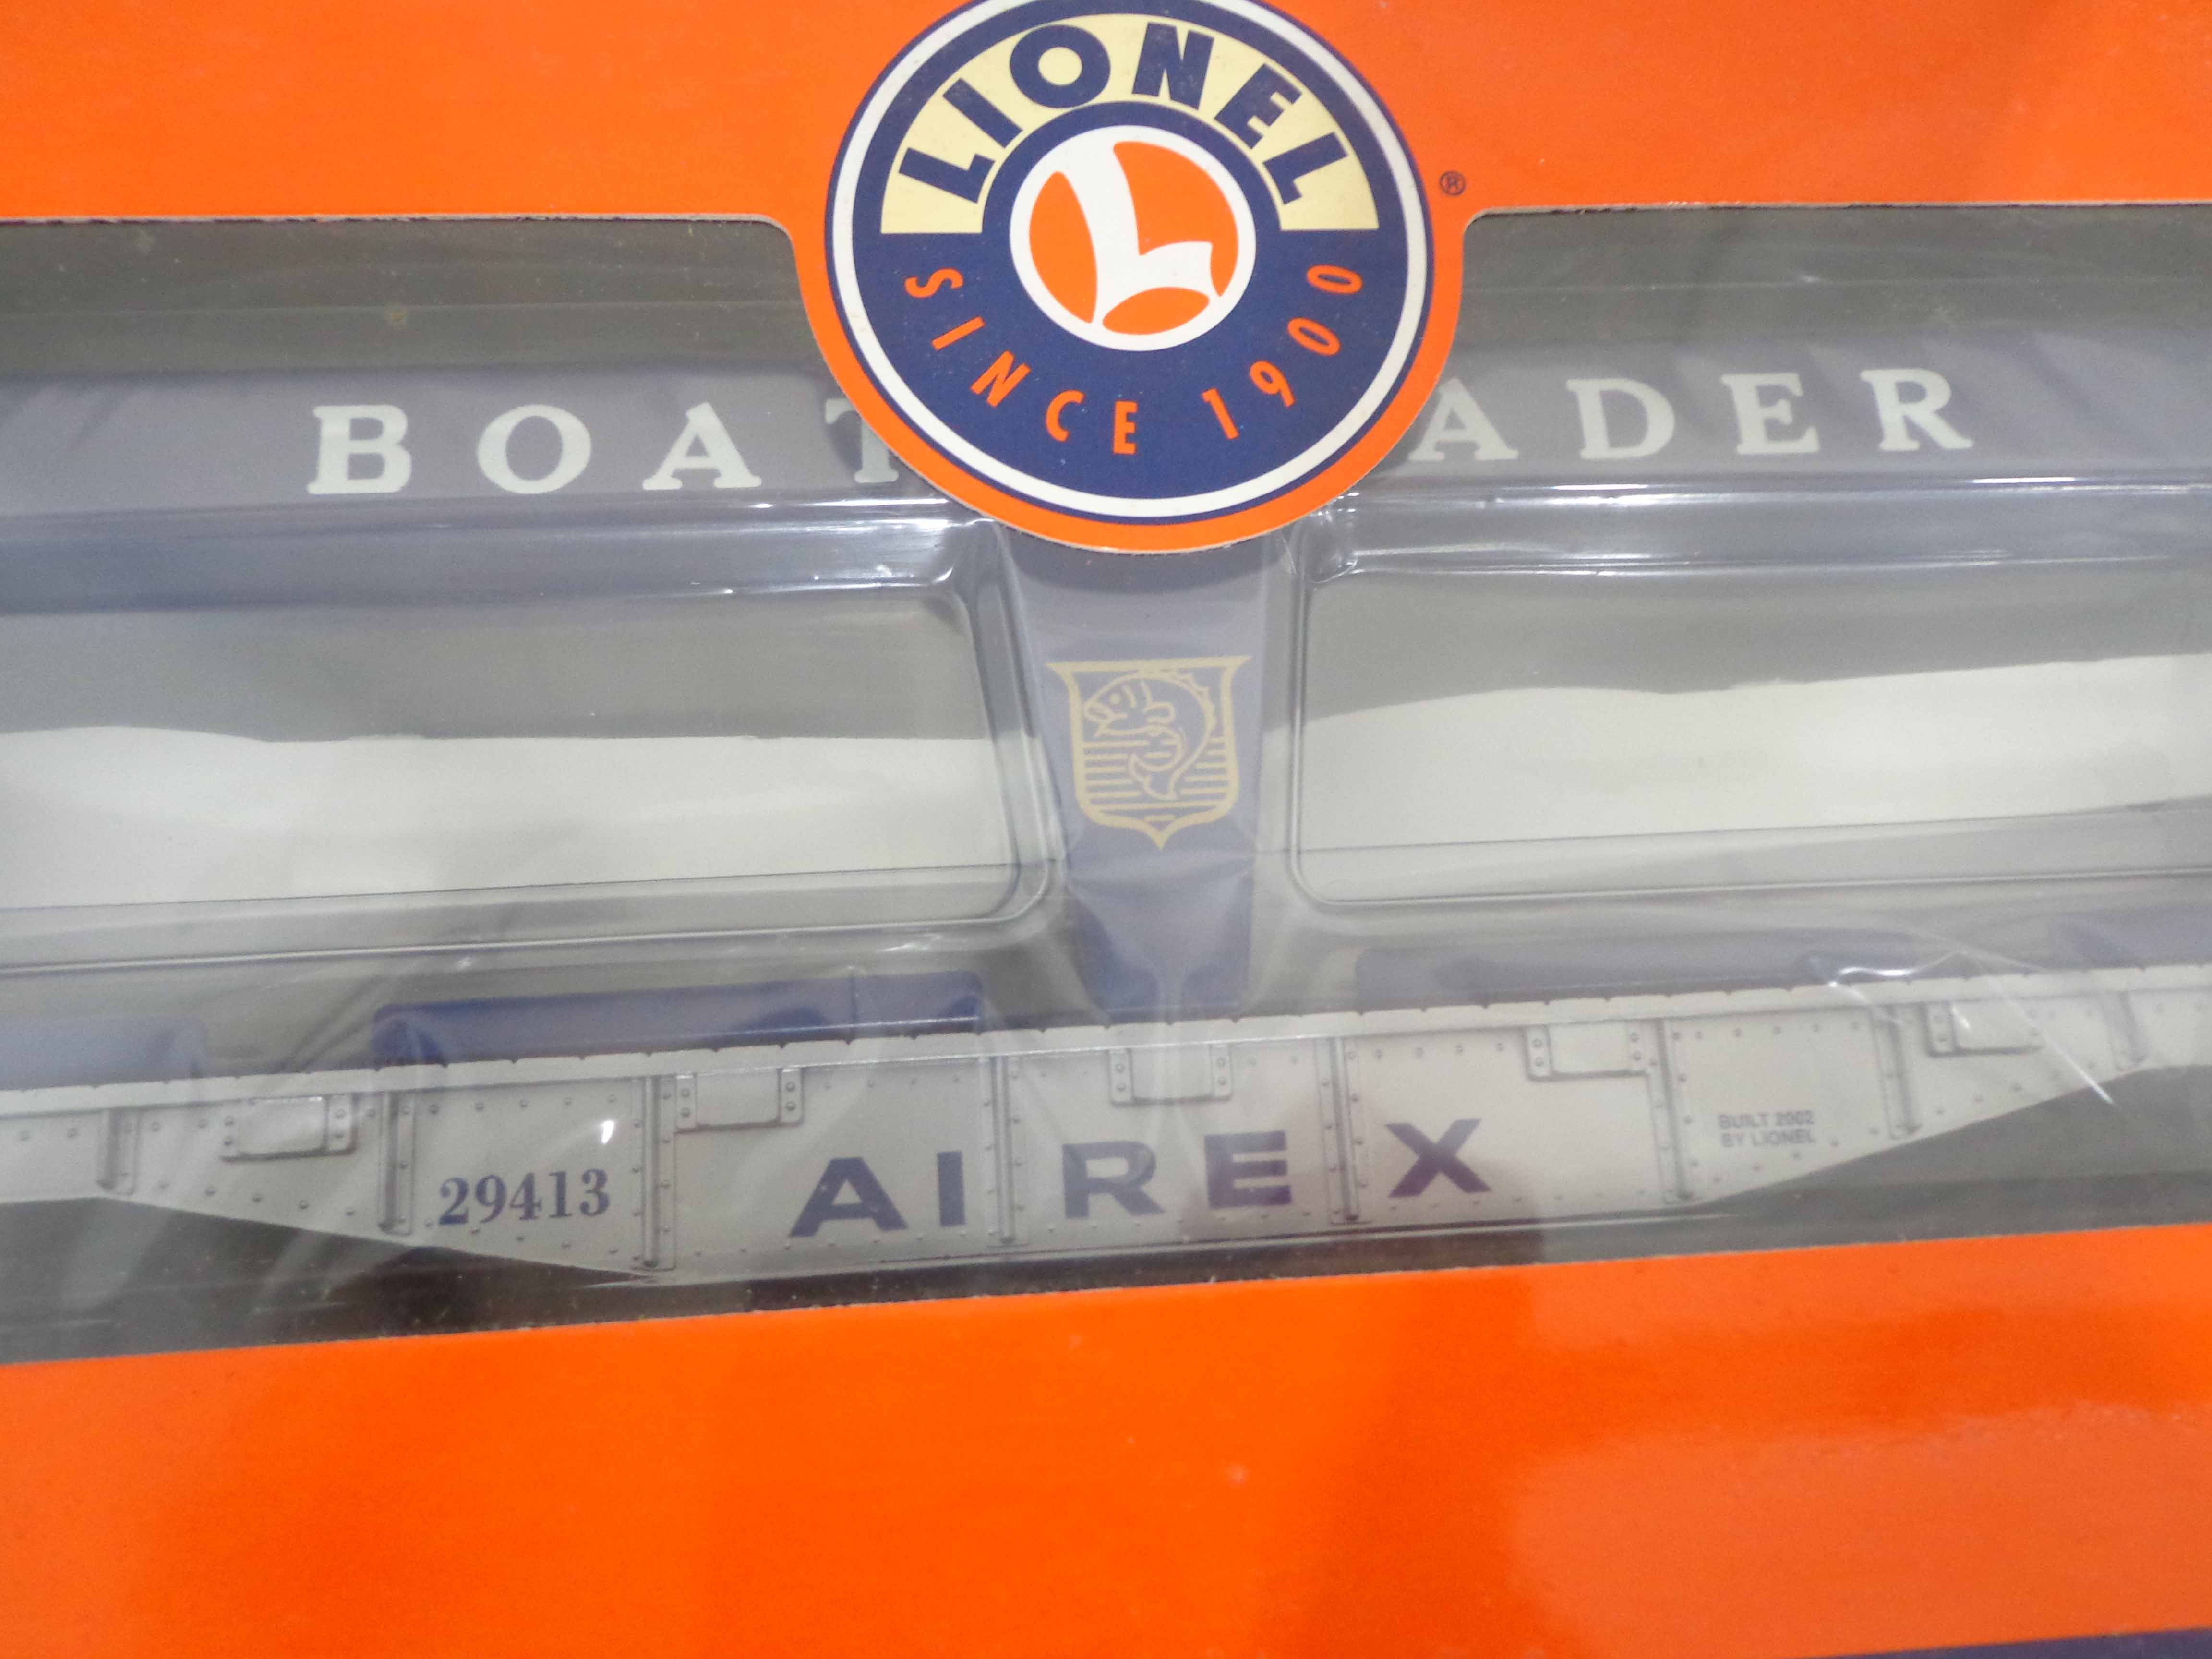 LIONEL
®
SINCE 1900
BOAT ADER
29413
AIREX
BUILT 2002
BY LIONEL